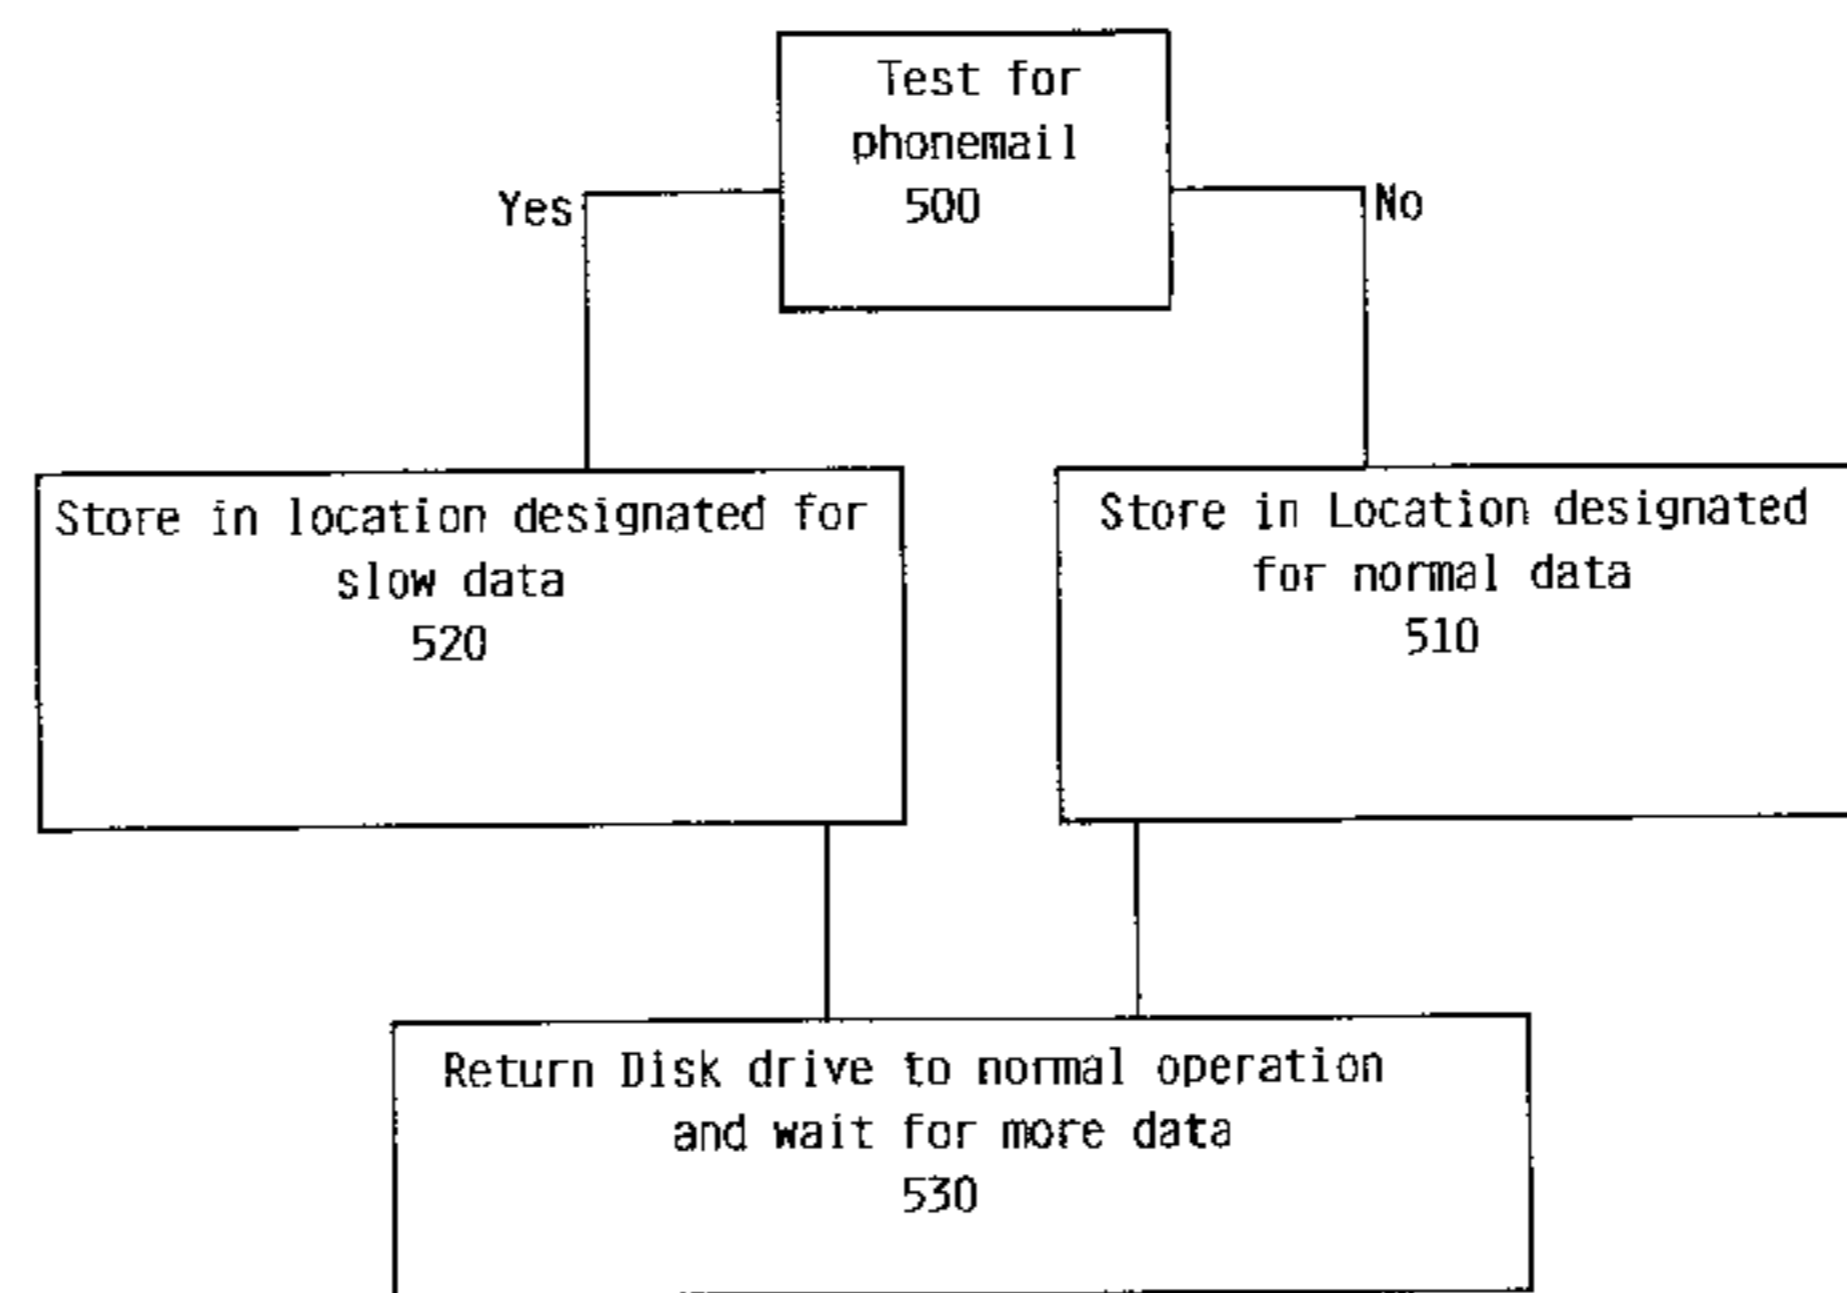 Test for
phonemail
500
Yes
No
Store in location designated for
slow data
520
Store in Location designated
for normal data
510
Return Disk drive to normal operation
and wait for more data
530